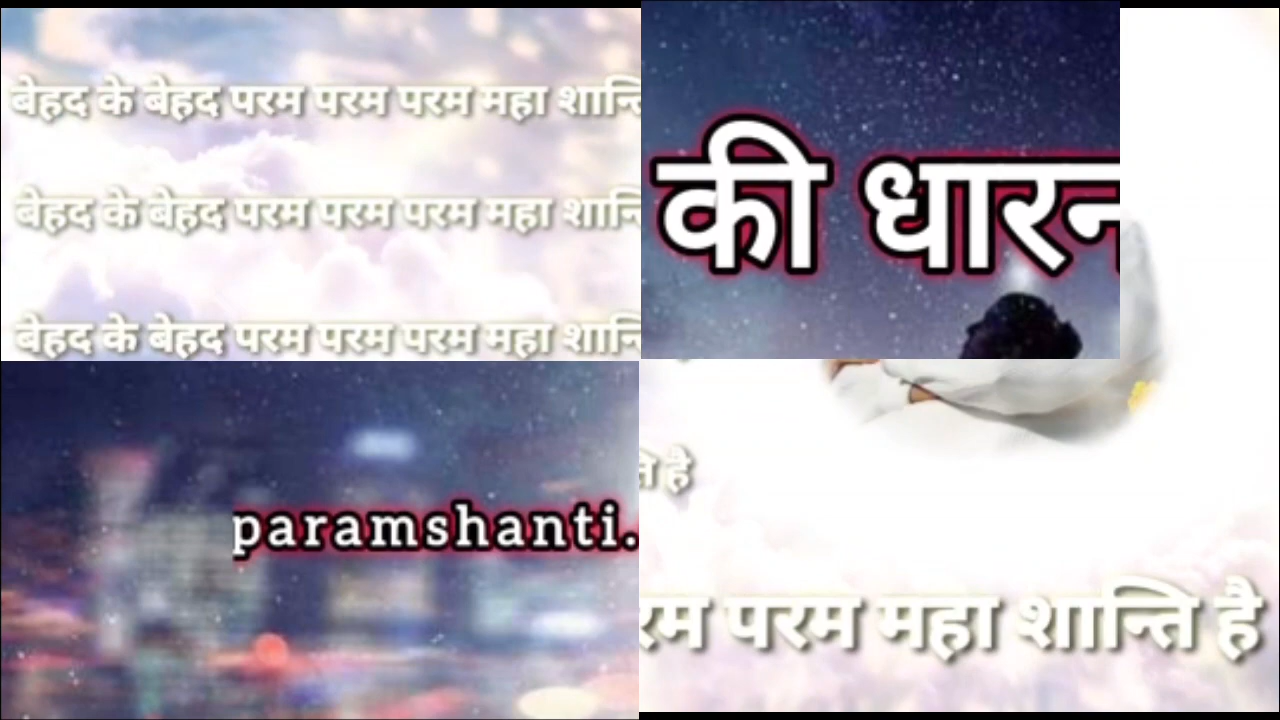 बेहद के बेहद परम परम परम महा शान्ति
बेहद के बेहद परम परम परम महा शान्ति
बेहद के बेहद परम परम परम महा शान्ति
की धारन
paramshanti.
ति है
रम परम महा शान्ति है